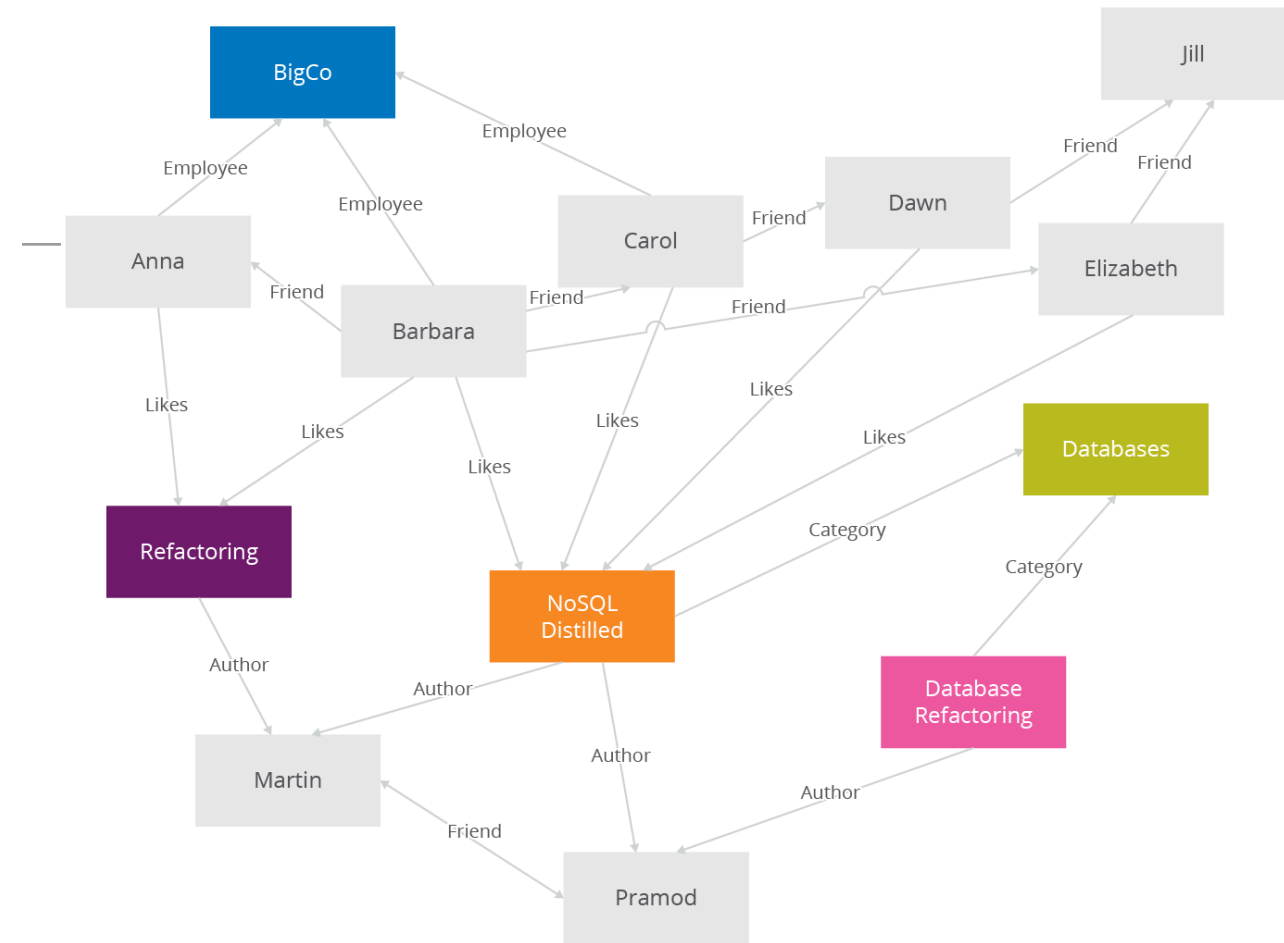 Jill
BigCo
Employee
Friend
Employee
Friend
Employee
Dawn
Friend
Carol
Anna
Elizabeth
Friend
Friend
Friend
Barbara
Likes
Likes
Likes
Likes
Likes
Databases
Likes
Category
Refactoring
Category
NoSQL
Distilled
Author
Author
Database
Refactoring
Author
Martin
Author
Friend
Pramod